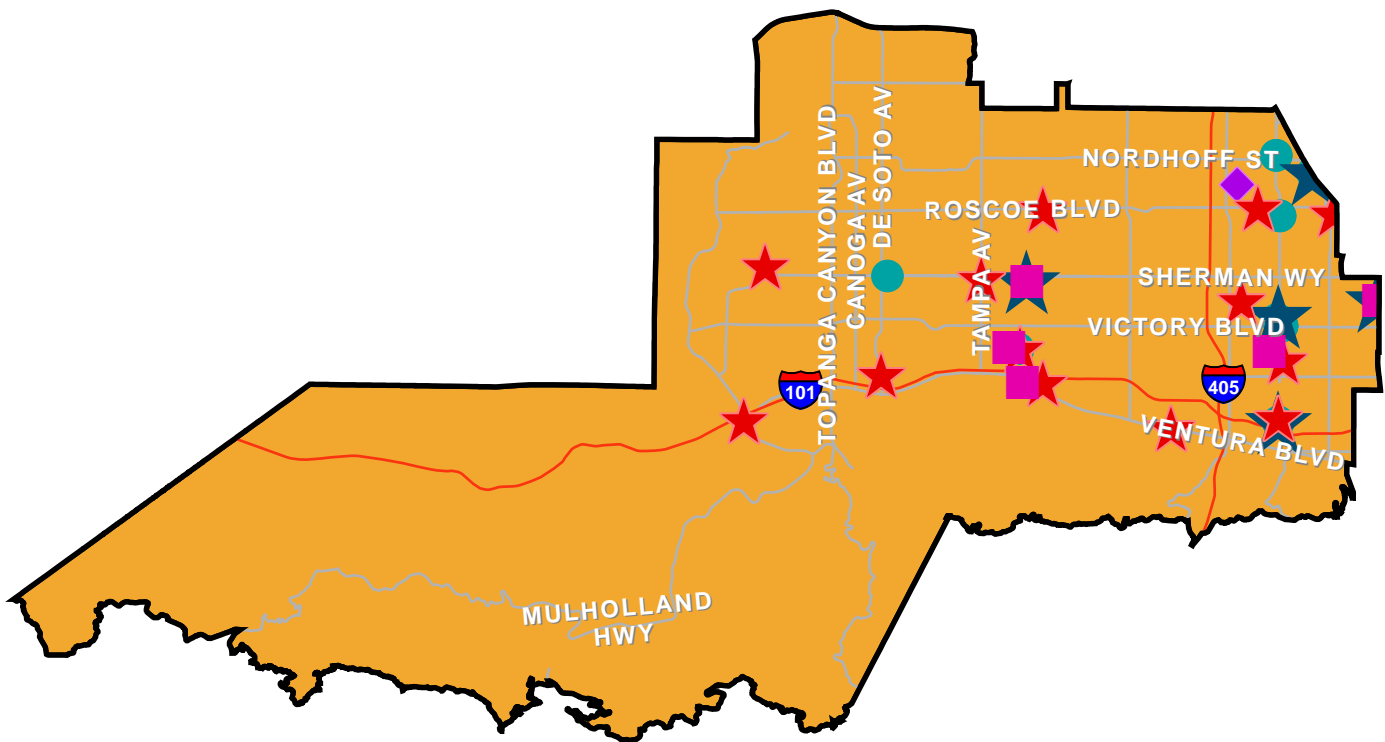 NORDHOFF ST
TOPANGA CANYON BLVD
CANOGA AV
DE SOTO AV
ROSCOE BLVD
TAMPA AV
SHERMAN WY
VICTORY BLVD
101
405
VENTURA BLVD
MULHOLLAND
HWY